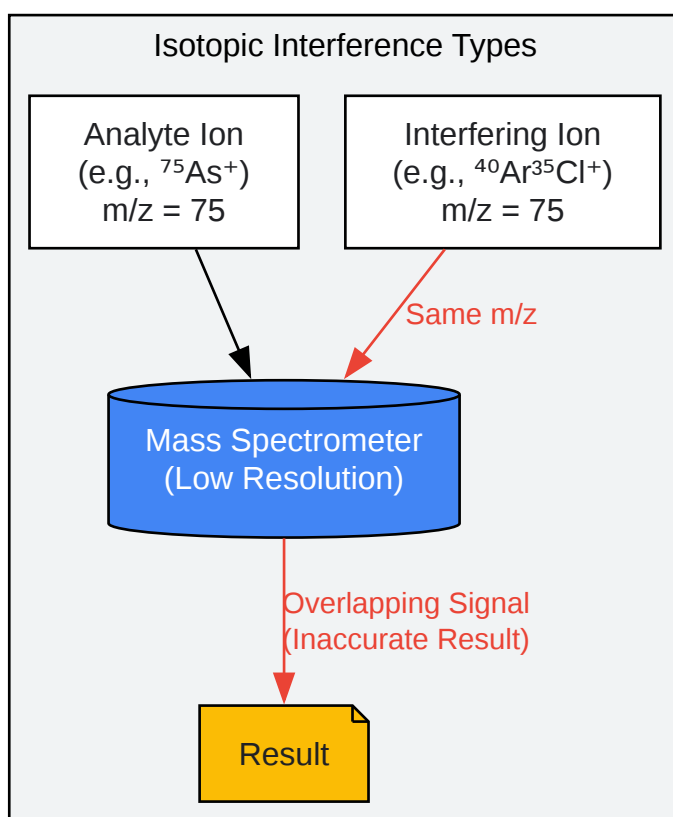 Isotopic Interference Types
Analyte Ion
(e.g., ⁷⁵As⁺)
m/z = 75
Interfering Ion
(e.g., ⁴⁰Ar³⁵Cl⁺)
m/z = 75
Same m/z
Mass Spectrometer
(Low Resolution)
Overlapping Signal
(Inaccurate Result)
Result